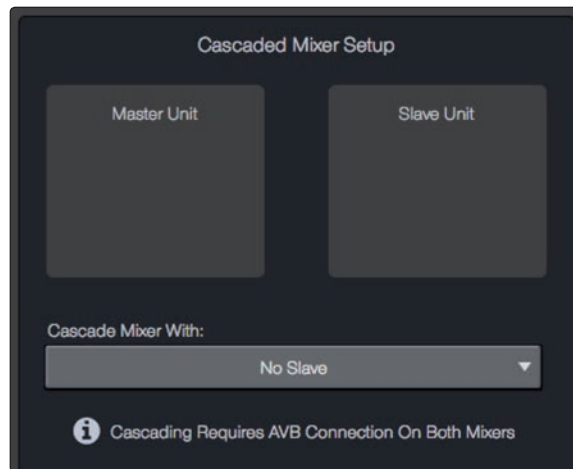 Cascaded Mixer Setup
Master Unit
Slave Unit
Cascade Mixer With:
No Slave
Cascading Requires AVB Connection On Both Mixers